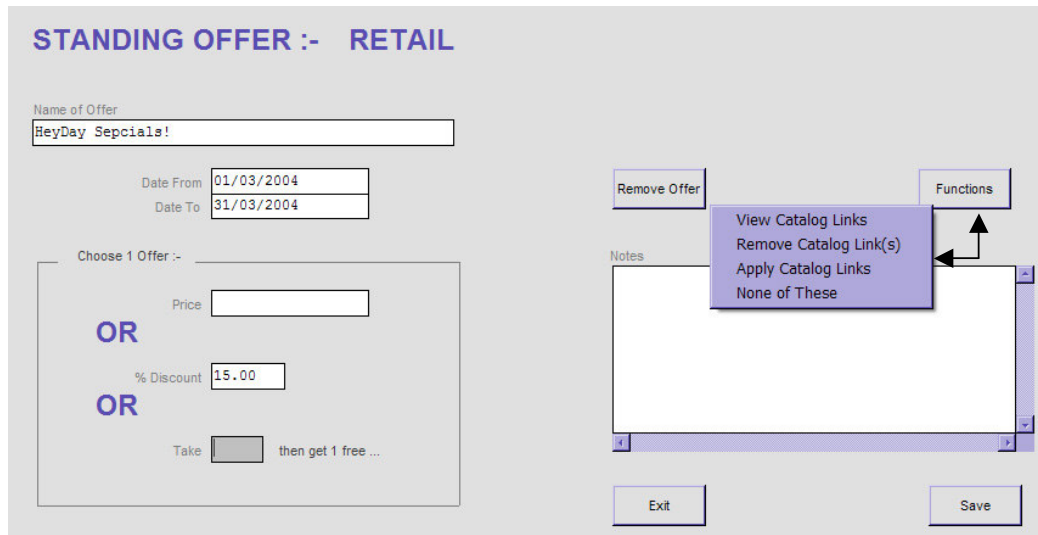 STANDING OFFER :- RETAIL
Name of Offer
HeyDay Sepcials!
Date From 01/03/2004
Date To 31/03/2004
Choose 1 Offer :-
Price
OR
% Discount 15.00
OR
Take then get 1 free ...
Remove Offer
Functions
View Catalog Links
Remove Catalog Link(s)
Apply Catalog Links
None of These
Notes
Exit
Save